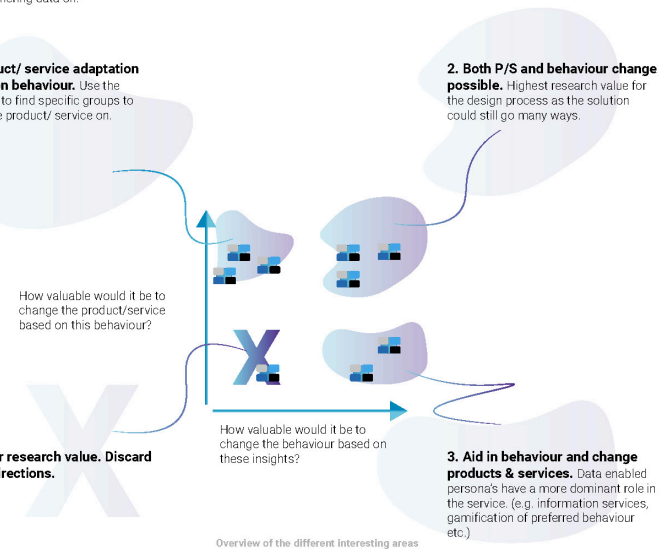 uct/ service adaptation
n behaviour. Use the
to find specific groups to
e product/ service on.
2. Both P/S and behaviour change
possible. Highest research value for
the design process as the solution
could still go many ways.
How valuable would it be to
change the product/service
based on this behaviour?
X
How valuable would it be to
change the behaviour based on
these insights?
r research value. Discard
irections.
3. Aid in behaviour and change
products & services. Data enabled
persona's have a more dominant role in
the service. (e.g. information services,
gamification of preferred behaviour
etc.)
Overview of the different interesting areas